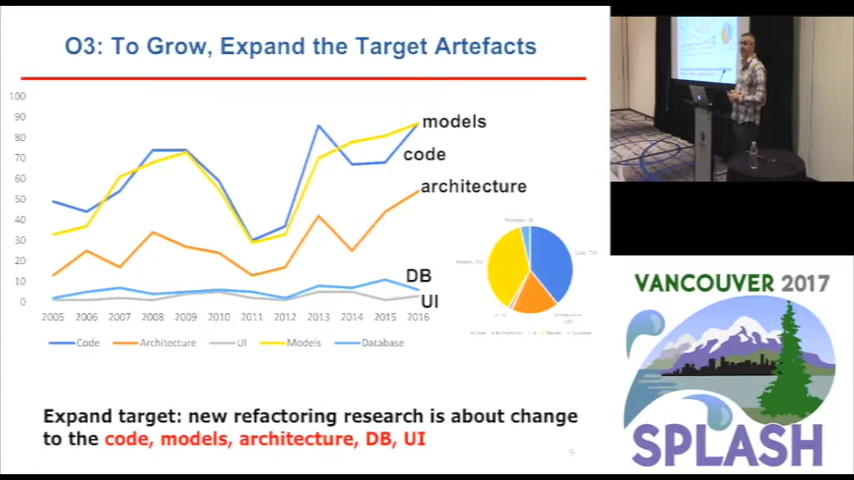 O3: To Grow, Expand the Target Artefacts
100
90
80
70
60
50
40
30
20
10
0
models
code
architecture
DB
UI
2005 2006 2007 2008 2009 2010 2011 2012 2013 2014 2015 2016
Code Architecture UI Models Database
Expand target: new refactoring research is about change
to the code, models, architecture, DB, UI
9
VANCOUVER 2017
SPLASH